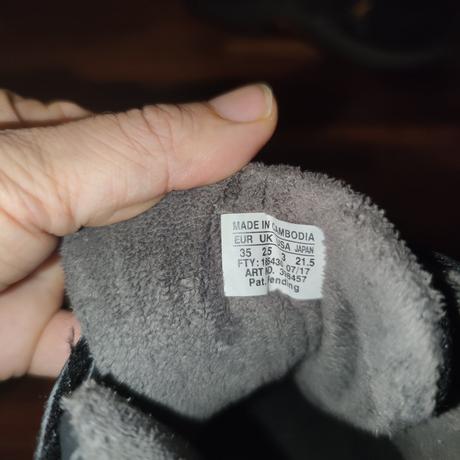 MADE IN CAMBODIA
EUR UK USA JAPAN
35 25 3 21.5
FTY: 07/17
ART NO.
Pat. Pending